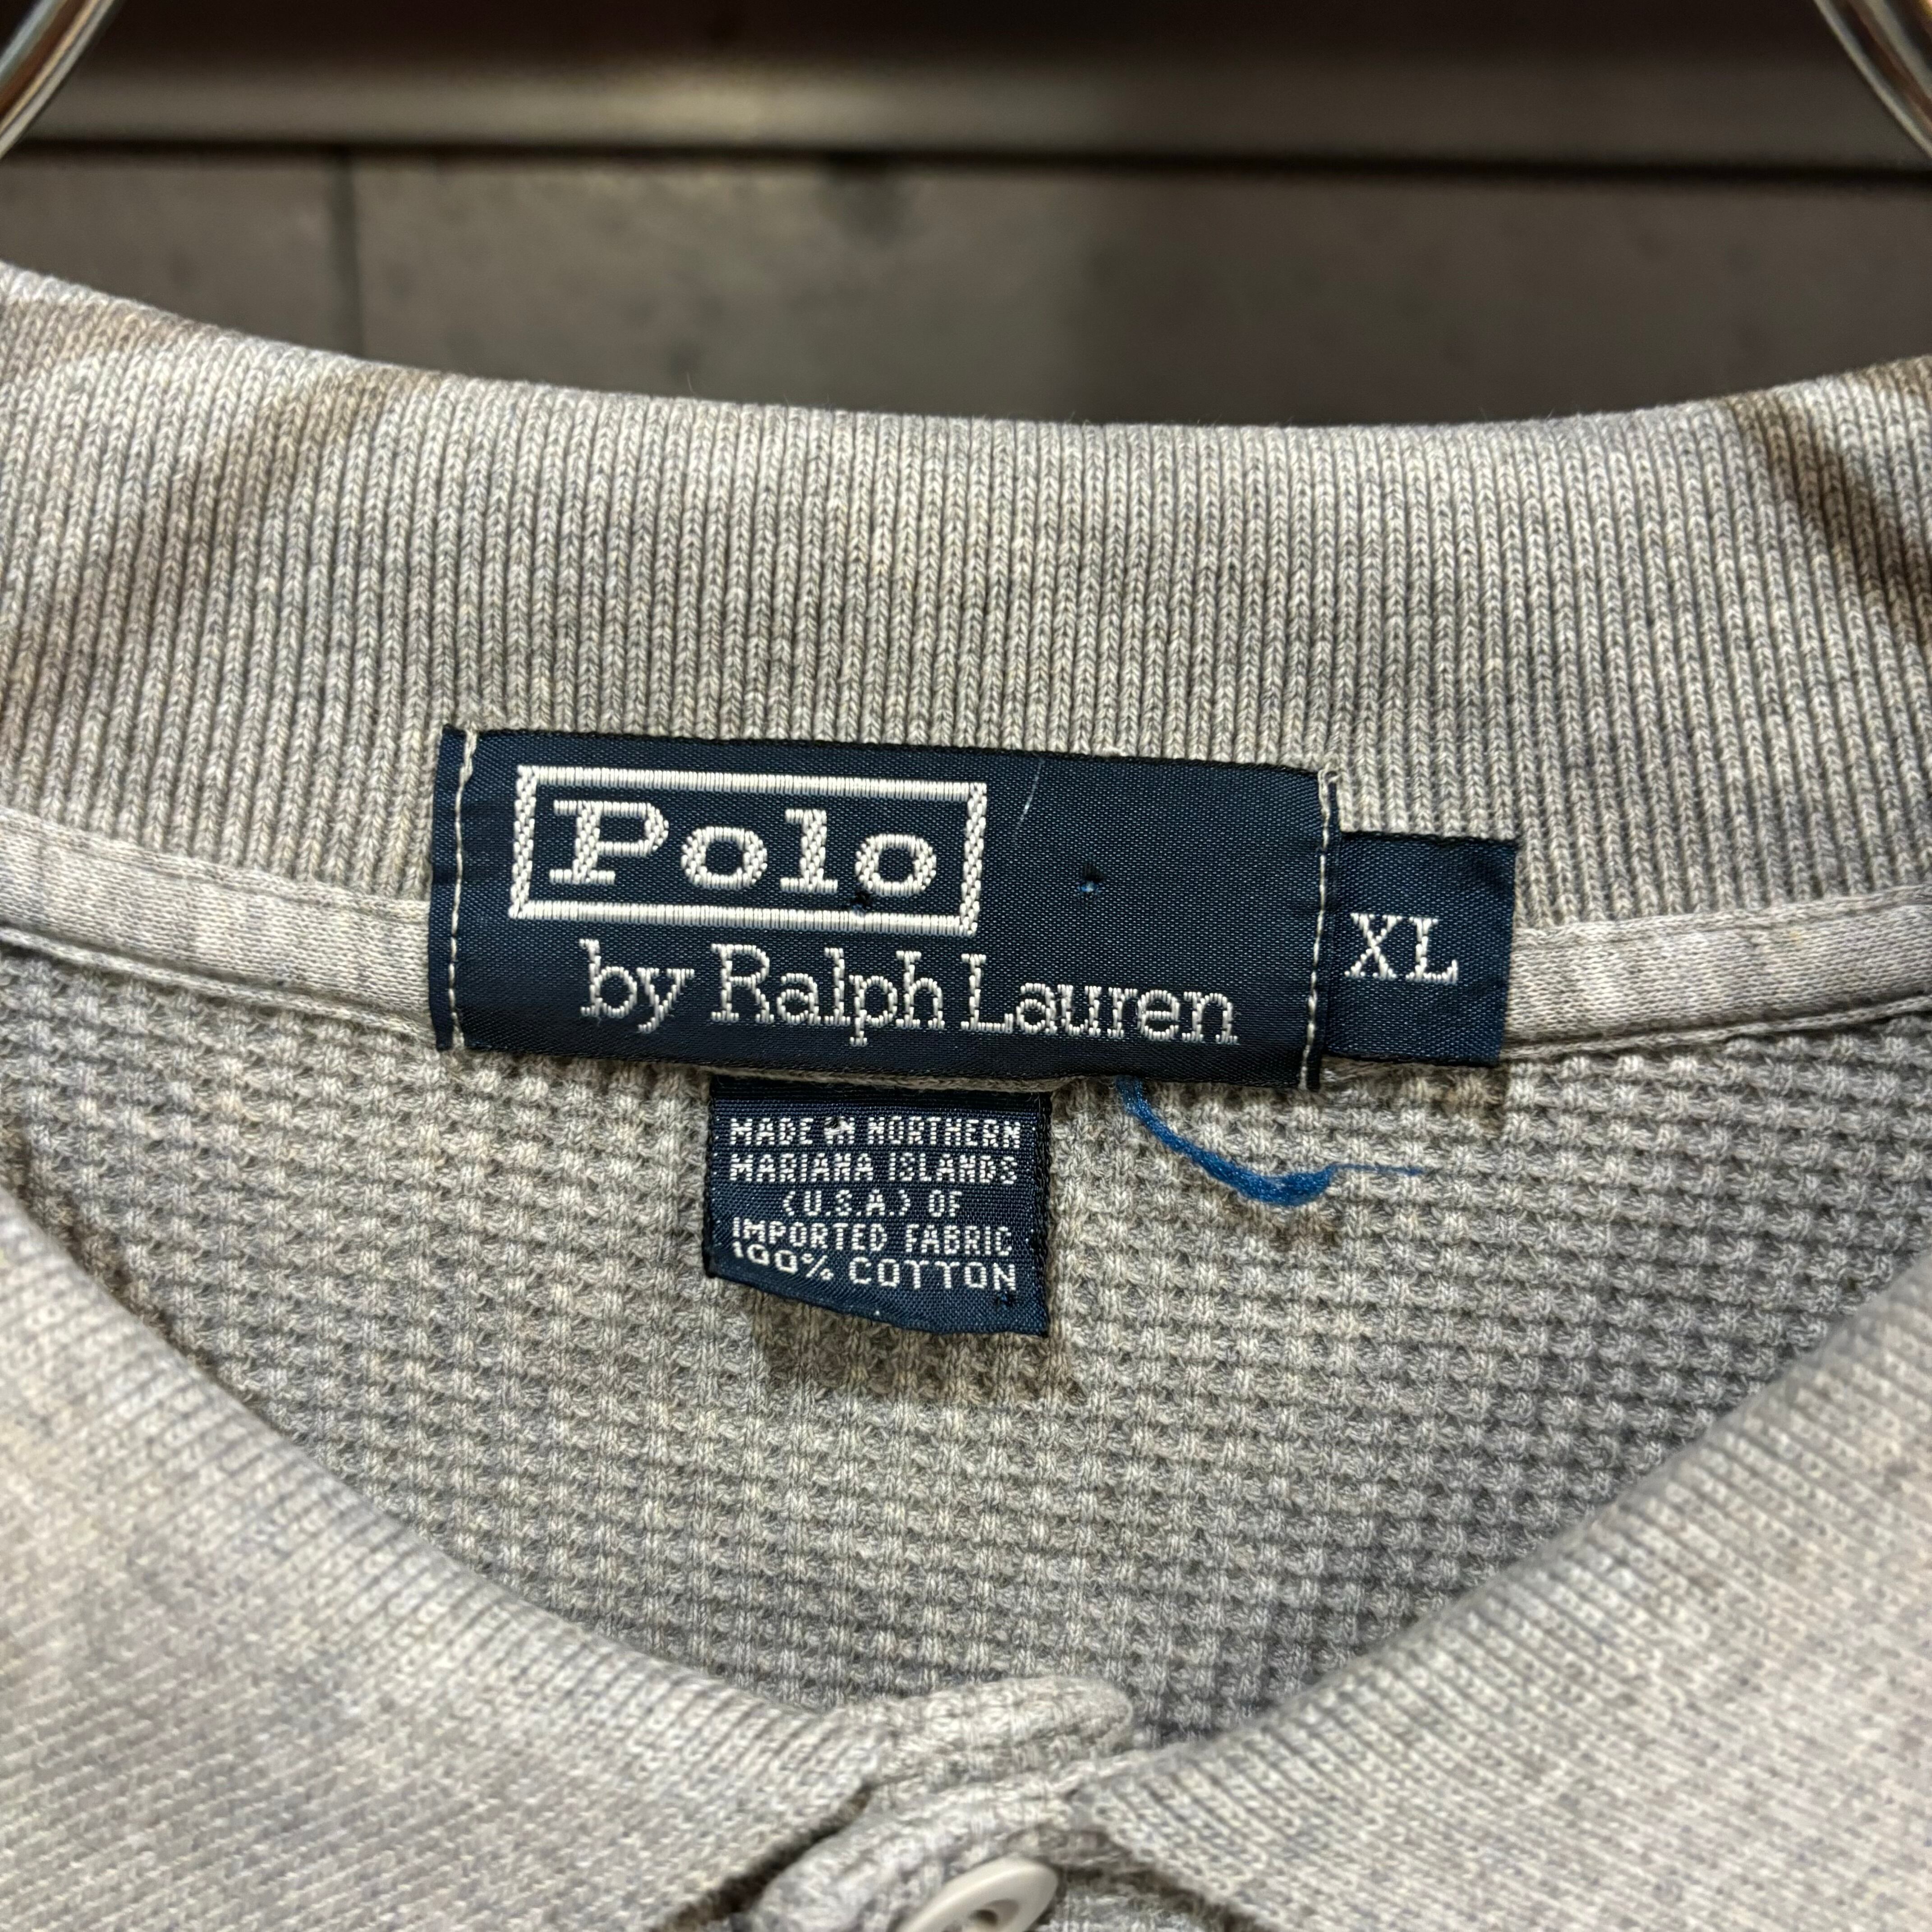 Polo
by Ralph Lauren
XL
MADE IN NORTHERN
MARIANA ISLANDS
(U.S.A.) OF
IMPORTED FABRIC
100% COTTON